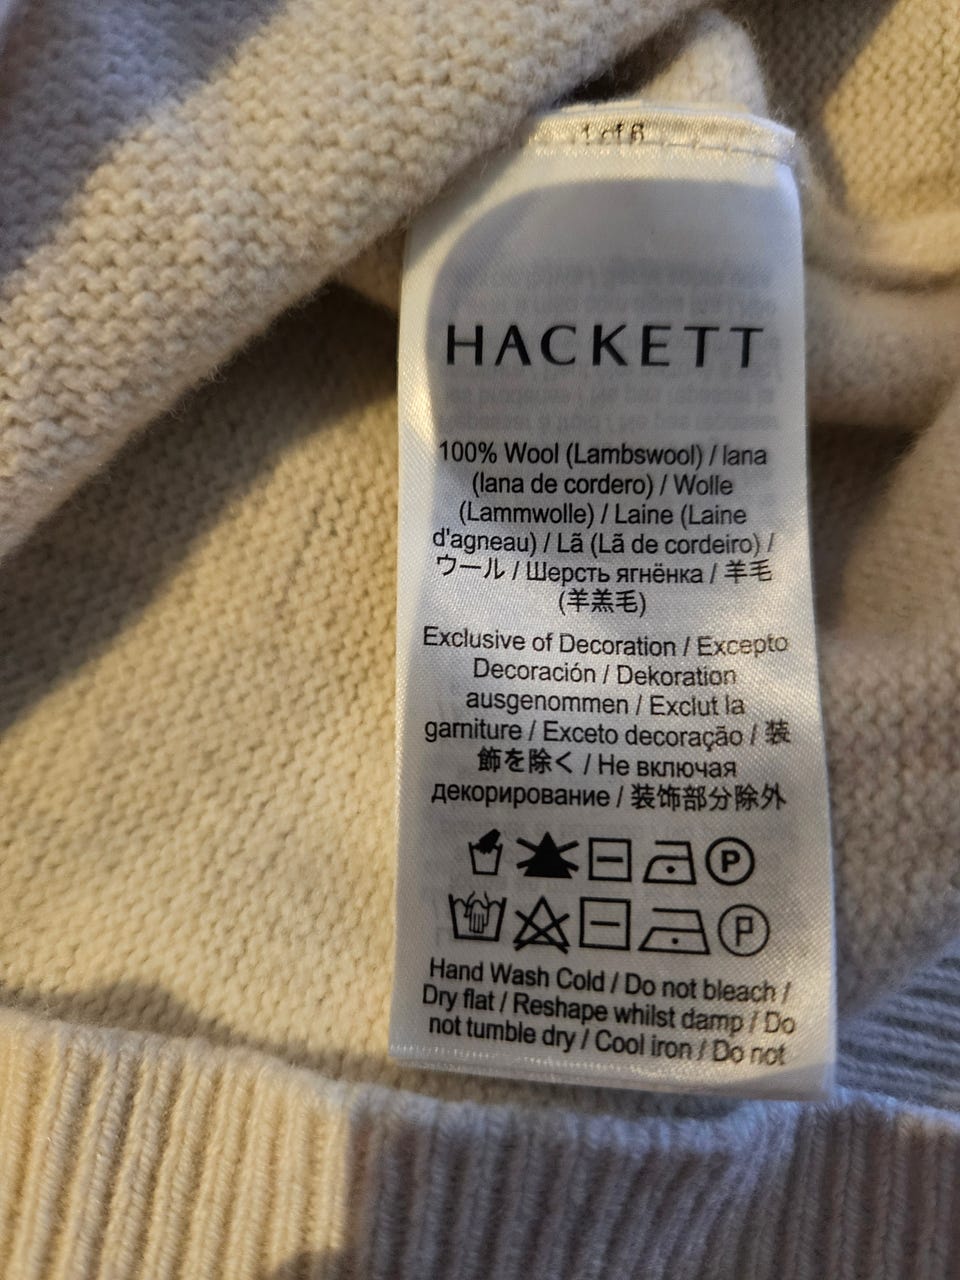 1 of 6
HACKETT
100% Wool (Lambswool) / lana
(lana de cordero) / Wolle
(Lammwolle) / Laine (Laine
d'agneau) / Lã (Lã de cordeiro) /
ウール / Шерсть ягнёнка / 羊毛
(羊羔毛)
Exclusive of Decoration / Excepto
Decoración / Dekoration
ausgenommen / Exclut la
garniture / Exceto decoração / 装
飾を除く / Не включая
декорирование / 装饰部分除外
P
P
Hand Wash Cold / Do not bleach /
Dry flat / Reshape whilst damp / Do
not tumble dry / Cool iron / Do not